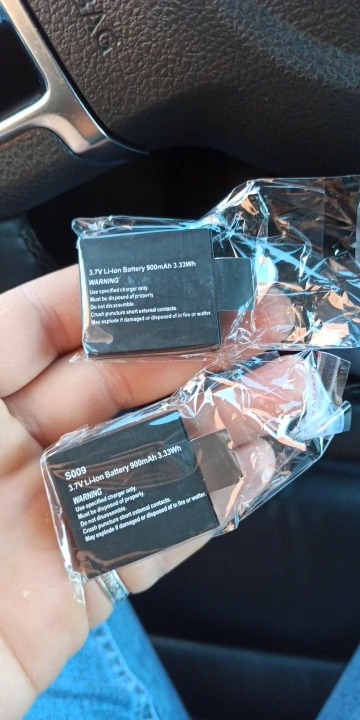 BAG
3.7V Li-ion Battery 900mAh 3.33Wh
WARNING
Use specified charger only.
Must be disposed of properly.
Do not disassemble.
Crush puncture short external contacts.
May explode if damaged or disposed of in fire or water.
S009
3.7V Li-ion Battery 900mAh 3.33Wh
WARNING
Use specified charger only.
Must be disposed of properly.
Do not disassemble.
Crush puncture short external contacts.
May explode if damaged or disposed of in fire or water.